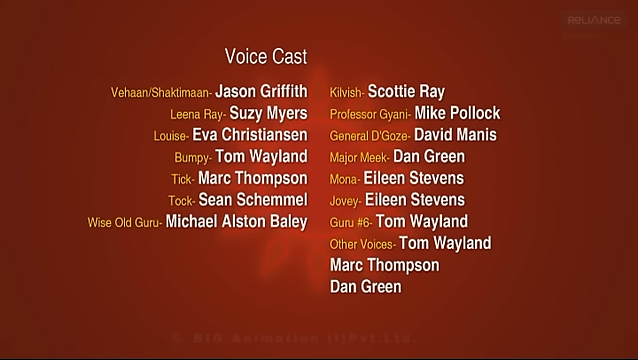 RELIANCE
Voice Cast
Vehaan/Shaktimaan- Jason Griffith
Leena Ray- Suzy Myers
Louise- Eva Christiansen
Bumpy- Tom Wayland
Tick- Marc Thompson
Tock- Sean Schemmel
Wise Old Guru- Michael Alston Baley
Kilvish- Scottie Ray
Professor Gyani- Mike Pollock
General D'Goze- David Manis
Major Meek- Dan Green
Mona- Eileen Stevens
Jovey- Eileen Stevens
Guru #6- Tom Wayland
Other Voices- Tom Wayland
Marc Thompson
Dan Green
© BIG Animation (I)Pvt.Ltd.